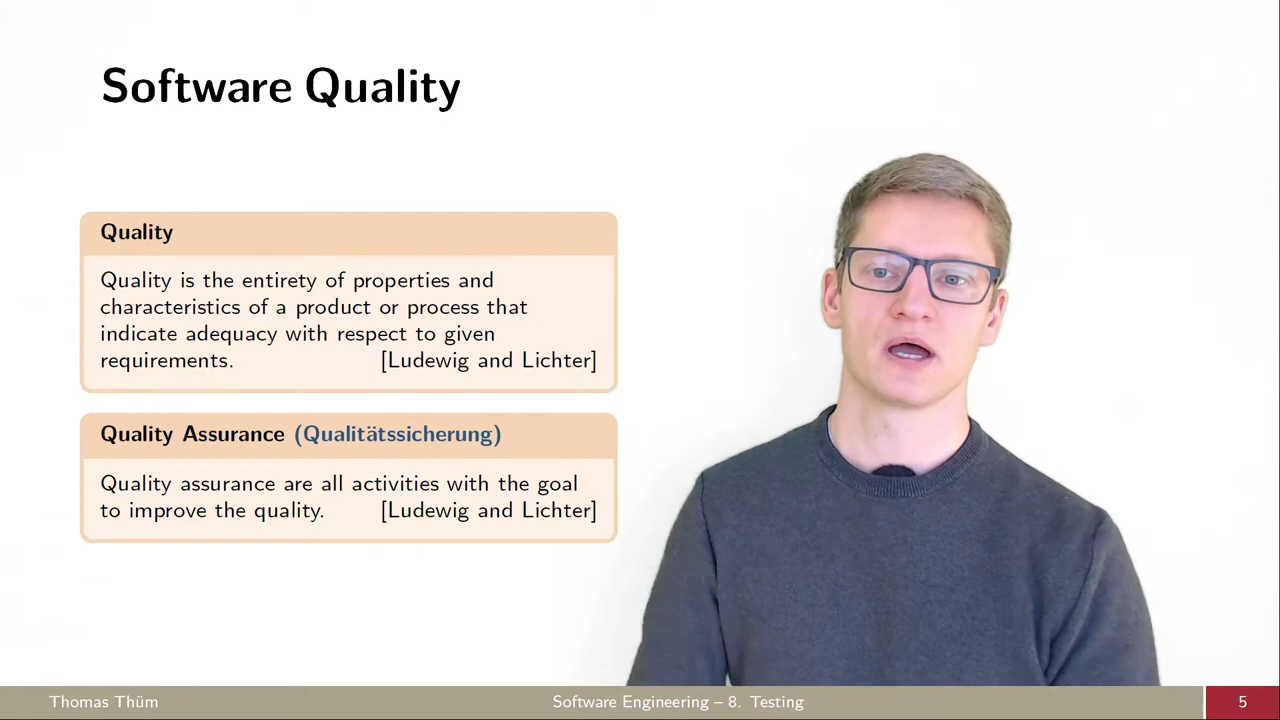 Software Quality
Quality
Quality is the entirety of properties and
characteristics of a product or process that
indicate adequacy with respect to given
requirements. [Ludewig and Lichter]
Quality Assurance (Qualitätssicherung)
Quality assurance are all activities with the goal
to improve the quality. [Ludewig and Lichter]
Thomas Thüm Software Engineering – 8. Testing 5